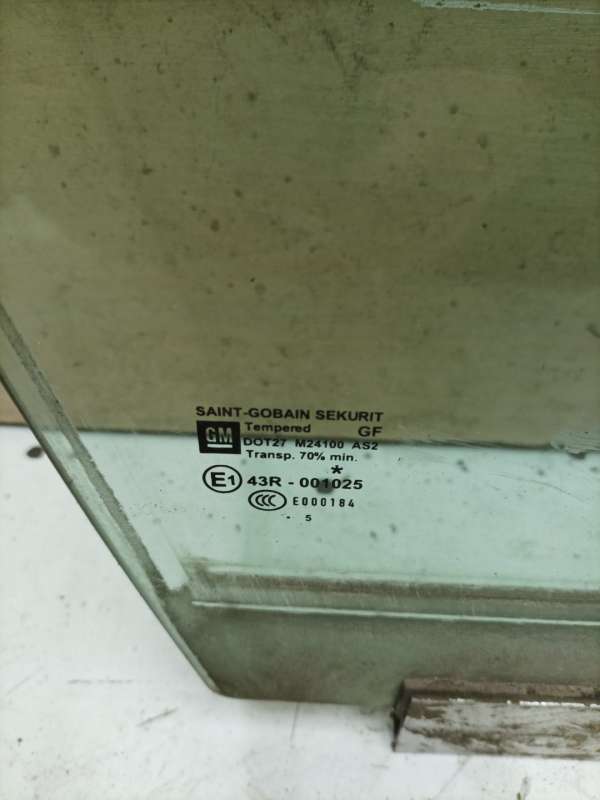 SAINT-GOBAIN SEKURIT
Tempered GF
GM DOT27 M24100 AS2
Transp. 70% min.
*
E1 43R - 001025
CCC E000184
- 5